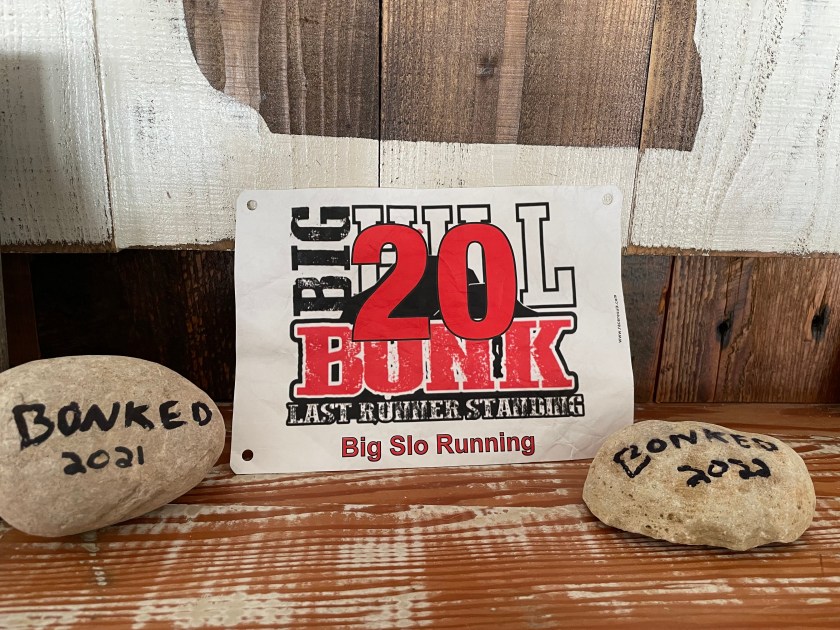 BIG HILL
20
BONK
LAST RUNNER STANDING
Big Slo Running
BONKED
2021
BONKED
2022